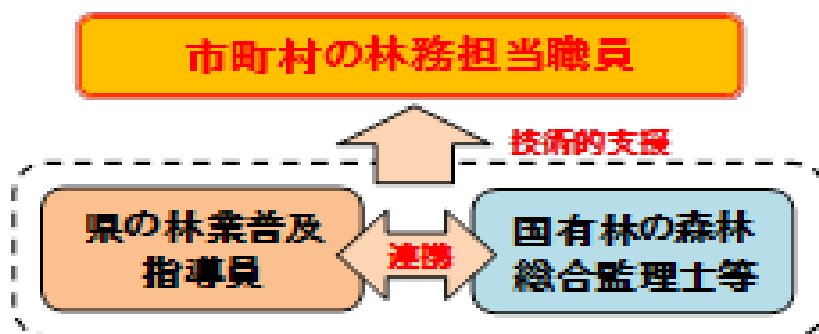 市町村の林務担当職員
技術的支援
県の林業普及
指導員
連携
国有林の森林
総合監理士等